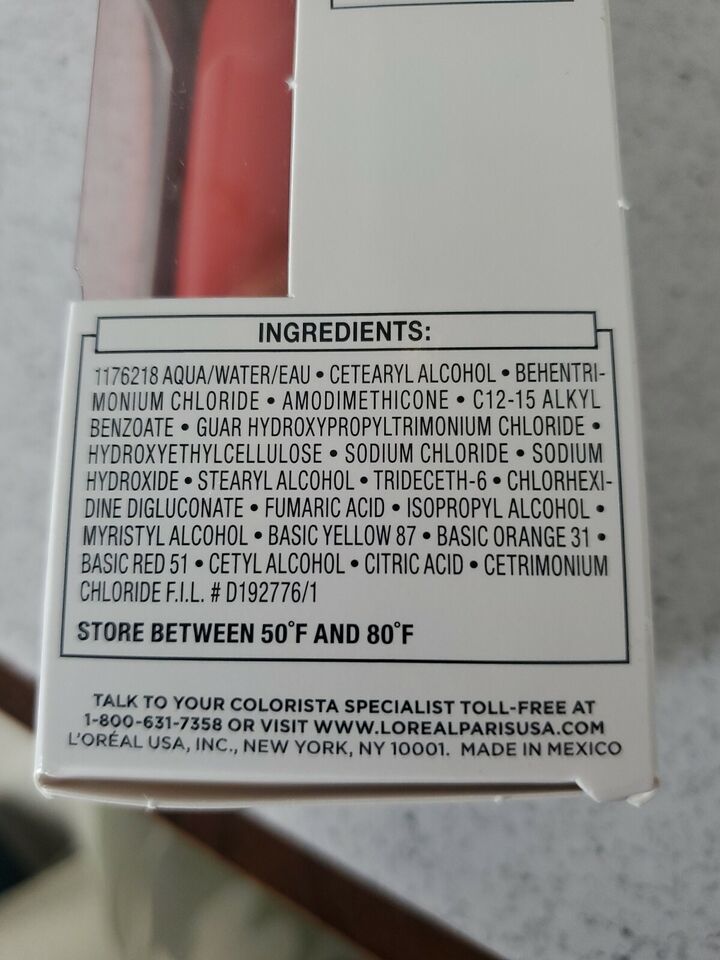 INGREDIENTS:
1176218 AQUA/WATER/EAU • CETEARYL ALCOHOL • BEHENTRI-
MONIUM CHLORIDE • AMODIMETHICONE • C12-15 ALKYL
BENZOATE • GUAR HYDROXYPROPYLTRIMONIUM CHLORIDE •
HYDROXYETHYLCELLULOSE • SODIUM CHLORIDE • SODIUM
HYDROXIDE • STEARYL ALCOHOL • TRIDECETH-6 • CHLORHEXI-
DINE DIGLUCONATE • FUMARIC ACID • ISOPROPYL ALCOHOL •
MYRISTYL ALCOHOL • BASIC YELLOW 87 • BASIC ORANGE 31 •
BASIC RED 51 • CETYL ALCOHOL • CITRIC ACID • CETRIMONIUM
CHLORIDE F.I.L. # D192776/1
STORE BETWEEN 50°F AND 80°F
TALK TO YOUR COLORISTA SPECIALIST TOLL-FREE AT
1-800-631-7358 OR VISIT WWW.LOREALPARISUSA.COM
L'ORÉAL USA, INC., NEW YORK, NY 10001. MADE IN MEXICO